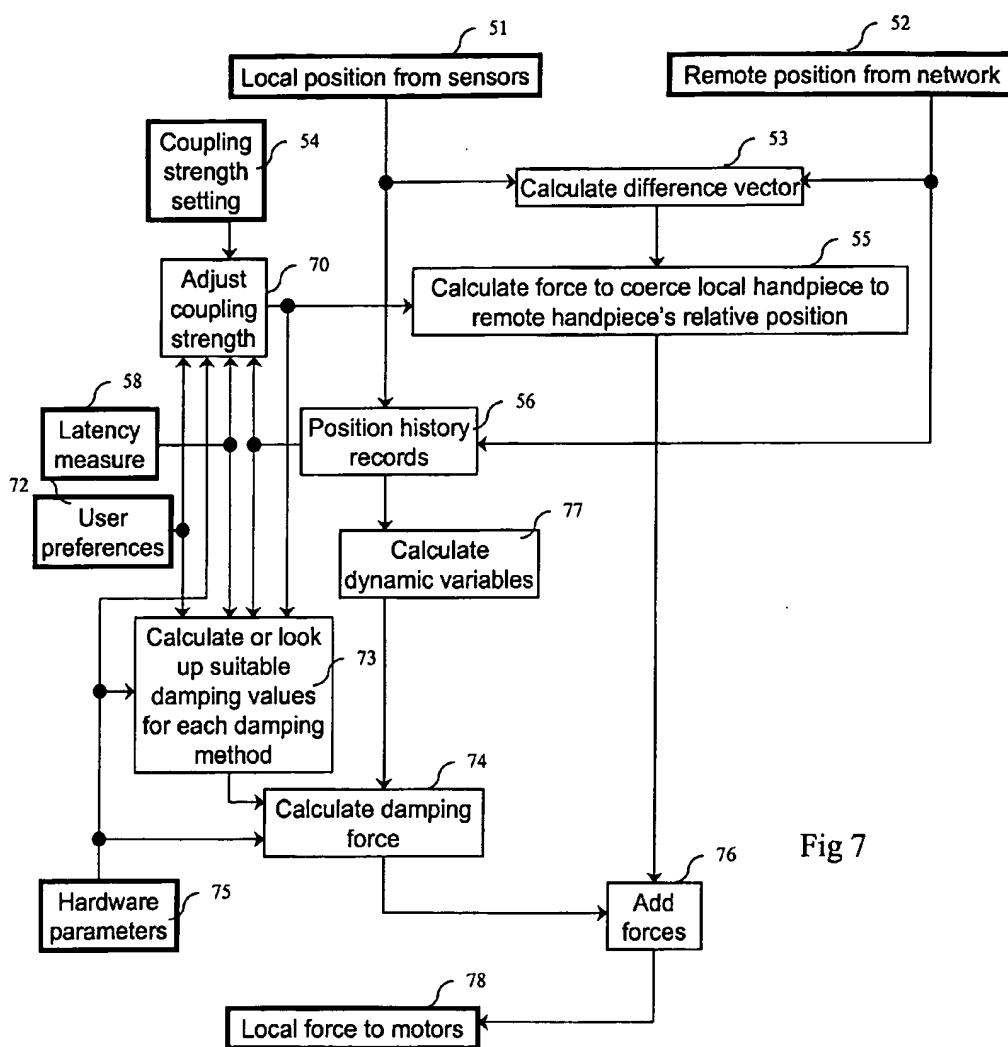 51
Local position from sensors
52
Remote position from network
Coupling
strength
setting
54
53
Calculate difference vector
Adjust
coupling
strength
70
55
Calculate force to coerce local handpiece to
remote handpiece's relative position
58
Latency
measure
Position history
records
56
72
User
preferences
77
Calculate
dynamic variables
Calculate or look
up suitable
damping values
for each damping
method
73
74
Calculate damping
force
Fig 7
76
Add
forces
Hardware
parameters
75
78
Local force to motors